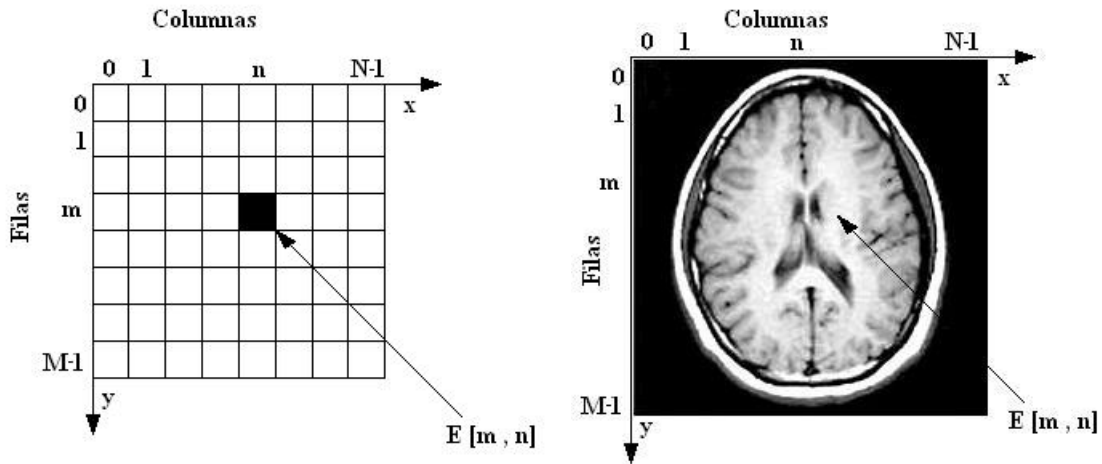 Columnas
0 1 n N-1
x
0
1
m
Filas
M-1
y
E [m , n]
Columnas
0 1 n N-1
x
0
1
m
Filas
M-1
y
E [m , n]